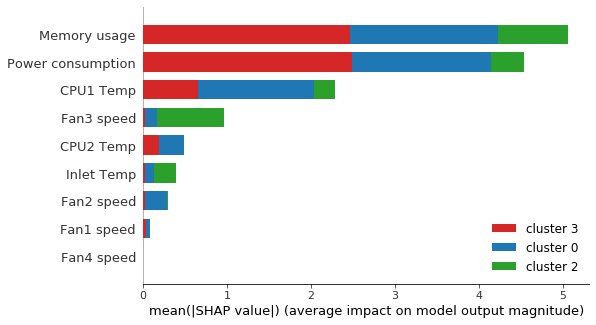 Memory usage
Power consumption
CPU1 Temp
Fan3 speed
CPU2 Temp
Inlet Temp
Fan2 speed
Fan1 speed
Fan4 speed
cluster 3
cluster 0
cluster 2
0 1 2 3 4 5
mean(|SHAP value|) (average impact on model output magnitude)